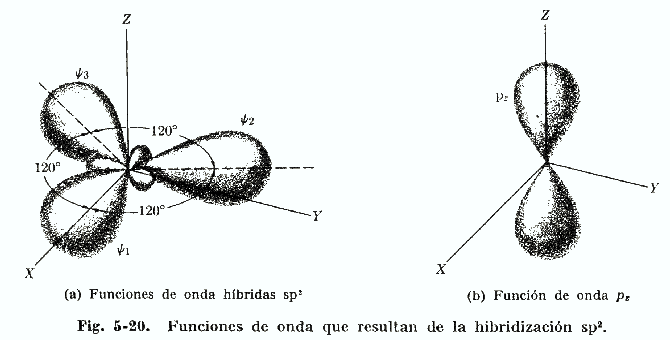 Z
Z
ψ₃
ψ₂
120°
120°
120°
pz
Y
Y
ψ₁
X
X
(a) Funciones de onda híbridas sp²
(b) Función de onda pz
Fig. 5-20. Funciones de onda que resultan de la hibridización sp².